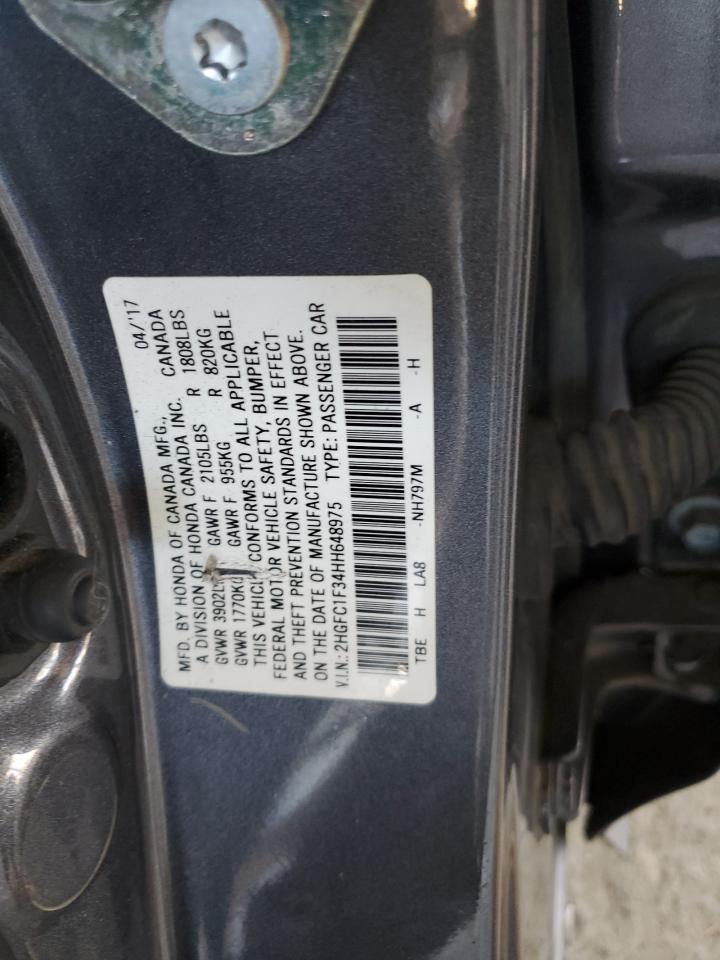 04/'17
MFD. BY HONDA OF CANADA MFG.,
A DIVISION OF HONDA CANADA INC. CANADA
GVWR 3902L GAWR F 2105LBS R 1808LBS
GVWR 1770KG GAWR F 955KG R 820KG
THIS VEHICLE CONFORMS TO ALL APPLICABLE
FEDERAL MOTOR VEHICLE SAFETY, BUMPER,
AND THEFT PREVENTION STANDARDS IN EFFECT
ON THE DATE OF MANUFACTURE SHOWN ABOVE.
V.I.N.: 2HGFC1F34HH648975 TYPE: PASSENGER CAR
TBE H LA8 -NH797M -A -H